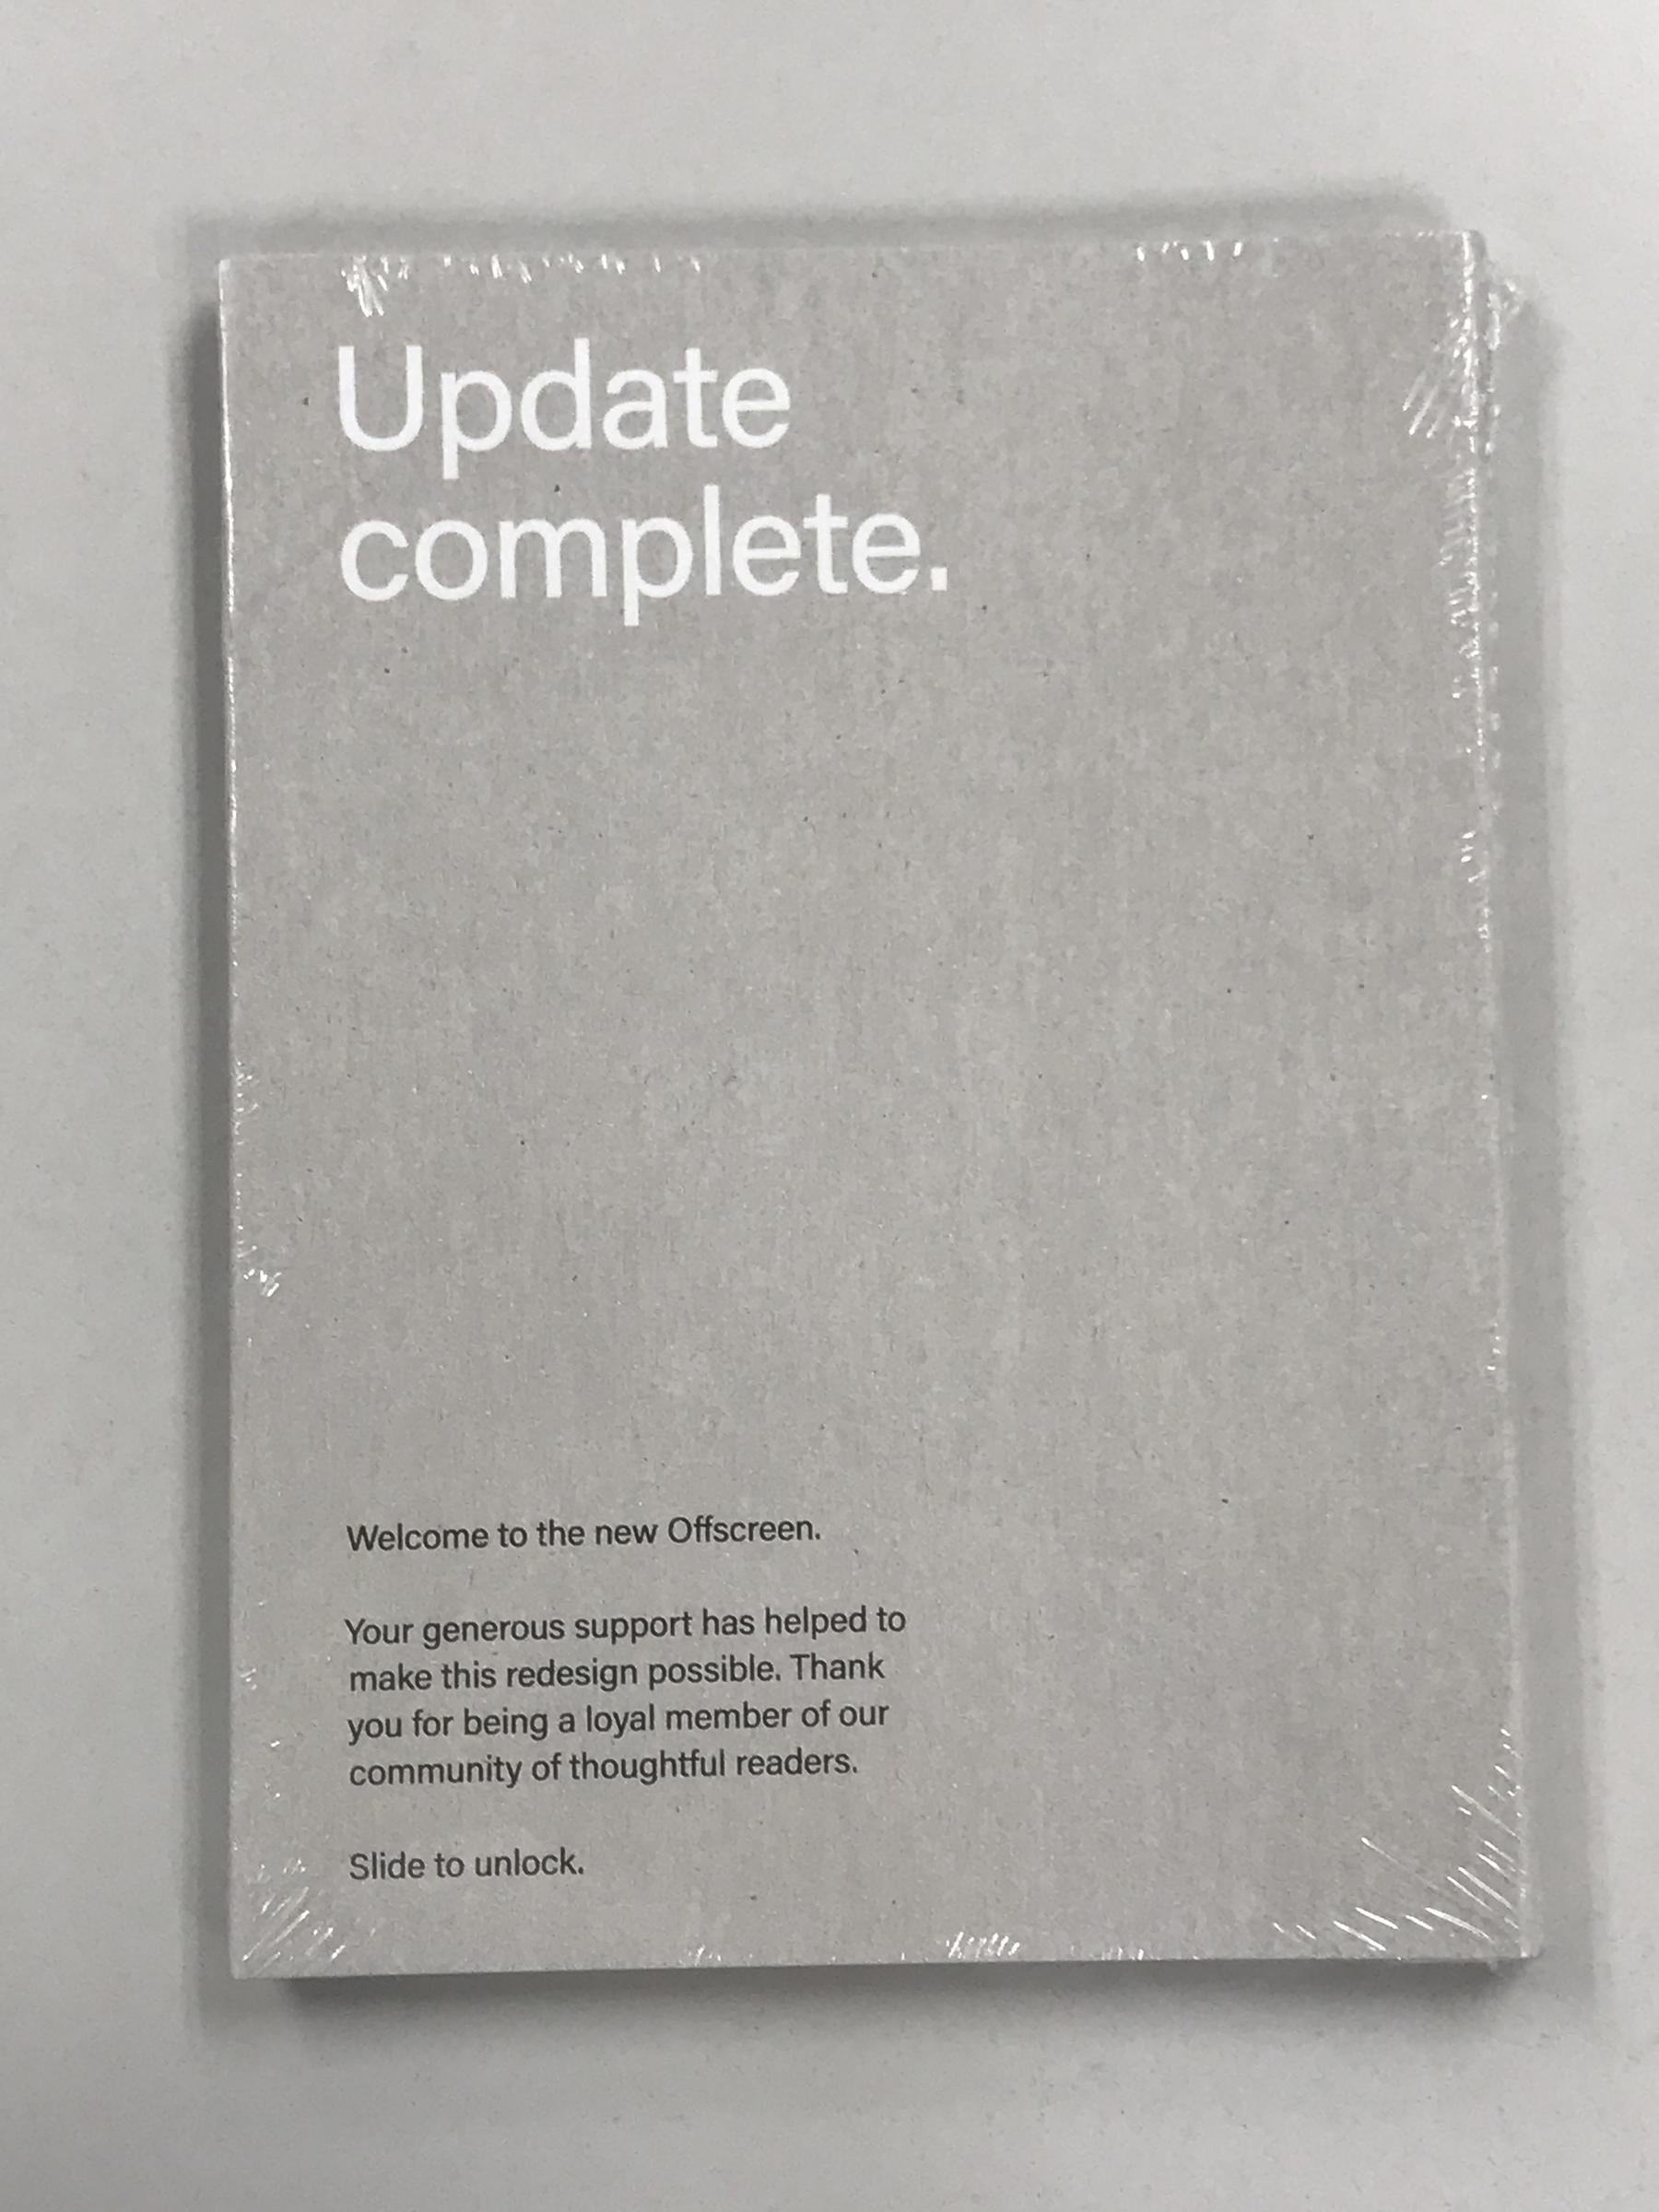 Update
complete.
Welcome to the new Offscreen.
Your generous support has helped to
make this redesign possible. Thank
you for being a loyal member of our
community of thoughtful readers.
Slide to unlock.